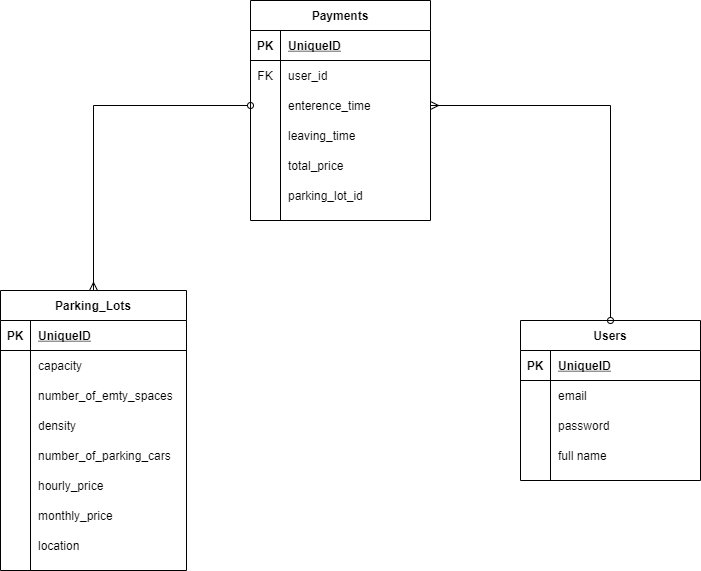 Payments
PK UniqueID
FK user_id
enterence_time
leaving_time
total_price
parking_lot_id
Parking_Lots
PK UniqueID
capacity
number_of_emty_spaces
density
number_of_parking_cars
hourly_price
monthly_price
location
Users
PK UniqueID
email
password
full name